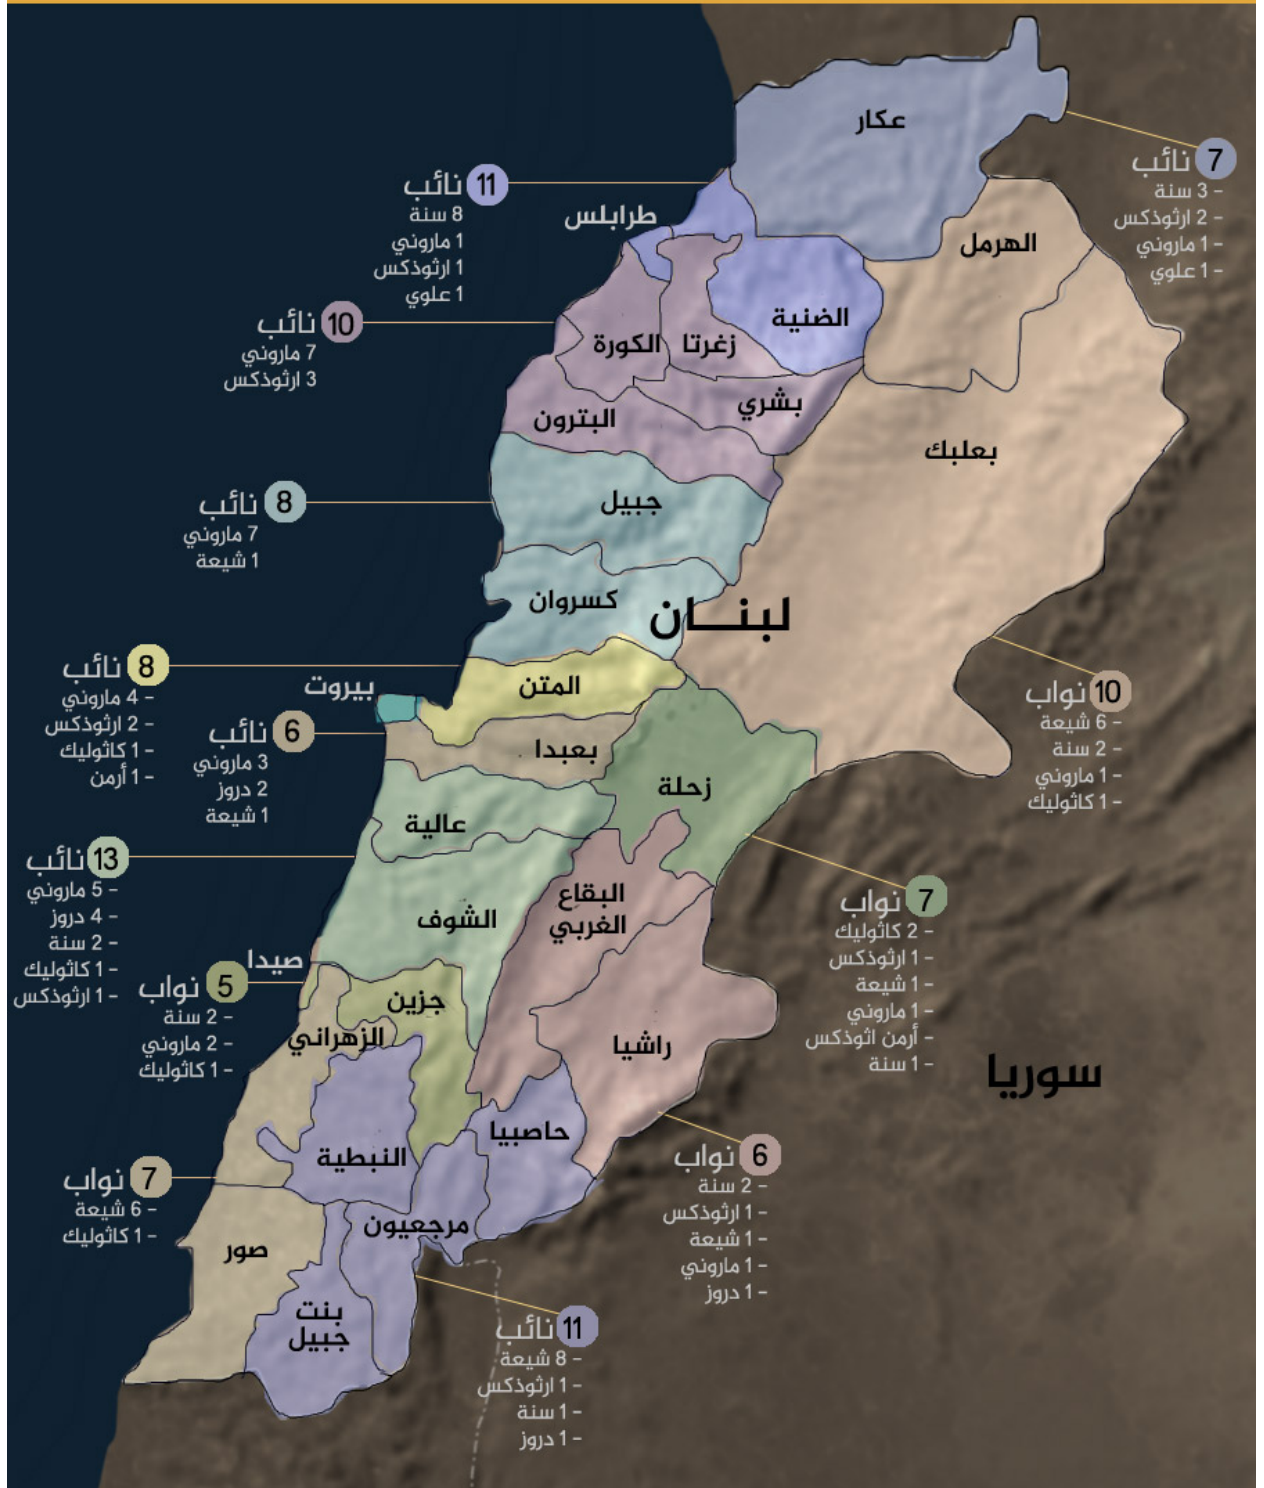 عكار
7 نائب
- 3 سنة
- 2 ارثوذكس
- 1 ماروني
- 1 علوي
11 نائب
8 سنة
1 ماروني
1 ارثوذكس
1 علوي
طرابلس
الهرمل
الضنية
10 نائب
7 ماروني
3 ارثوذكس
زغرتا
الكورة
بشري
البترون
بعلبك
8 نائب
7 ماروني
1 شيعة
جبيل
كسروان
لبنـــان
8 نائب
- 4 ماروني
- 2 ارثوذكس
- 1 كاثوليك
- 1 أرمن
المتن
بيروت
10 نواب
- 6 شيعة
- 2 سنة
- 1 ماروني
- 1 كاثوليك
6 نائب
3 ماروني
2 دروز
1 شيعة
بعبدا
زحلة
عالية
13 نائب
- 5 ماروني
- 4 دروز
- 2 سنة
- 1 كاثوليك
- 1 ارثوذكس
البقاع
الغربي
الشوف
7 نواب
- 2 كاثوليك
- 1 ارثوذكس
- 1 شيعة
- 1 ماروني
- أرمن اثوذكس
- 1 سنة
صيدا
5 نواب
- 2 سنة
- 2 ماروني
- 1 كاثوليك
جزين
الزهراني
راشيا
سوريا
حاصبيا
النبطية
7 نواب
- 6 شيعة
- 1 كاثوليك
6 نواب
- 2 سنة
- 1 ارثوذكس
- 1 شيعة
- 1 ماروني
- 1 دروز
مرجعيون
صور
بنت
جبيل
11 نائب
- 8 شيعة
- 1 ارثوذكس
- 1 سنة
- 1 دروز